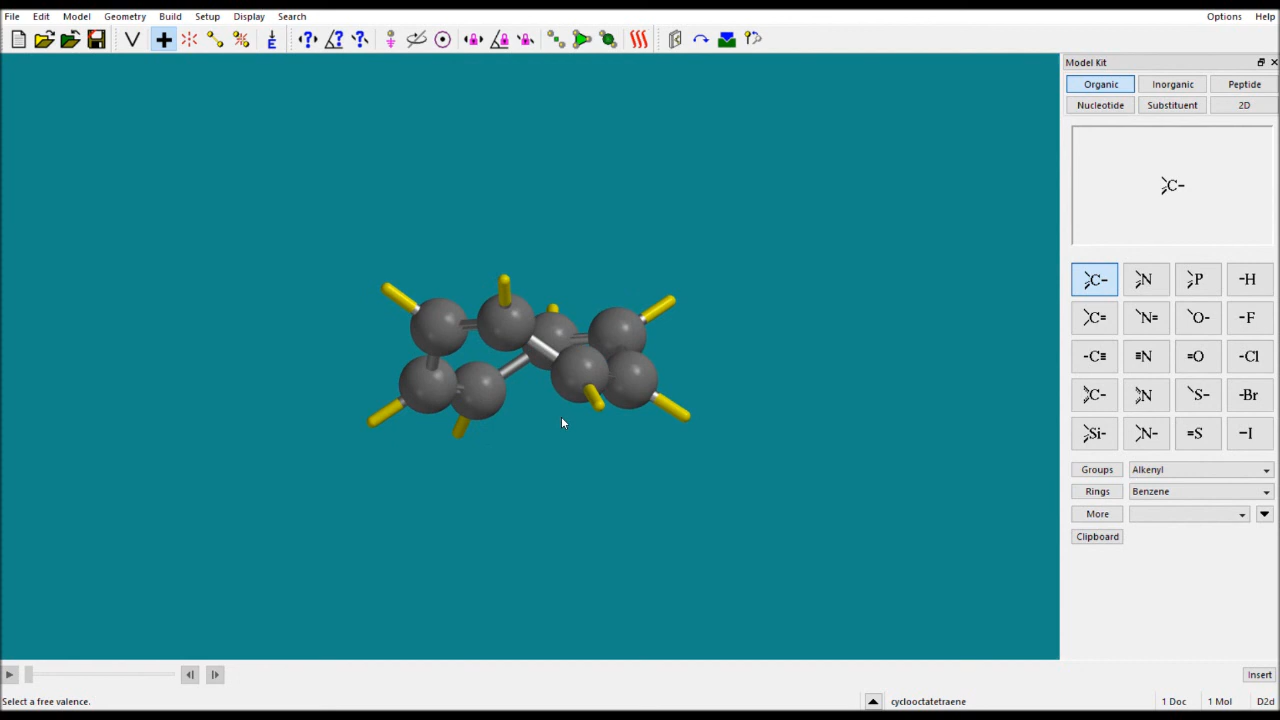 File Edit Model Geometry Build Setup Display Search Options Help
Model Kit
Organic Inorganic Peptide
Nucleotide Substituent 2D
C-
C- N P -H
C= N= O- -F
-C≡ ≡N =O -Cl
C- N S- -Br
Si- N- =S -I
Groups Alkenyl
Rings Benzene
More
Clipboard
Insert
Select a free valence. cyclooctatetraene 1 Doc 1 Mol D2d